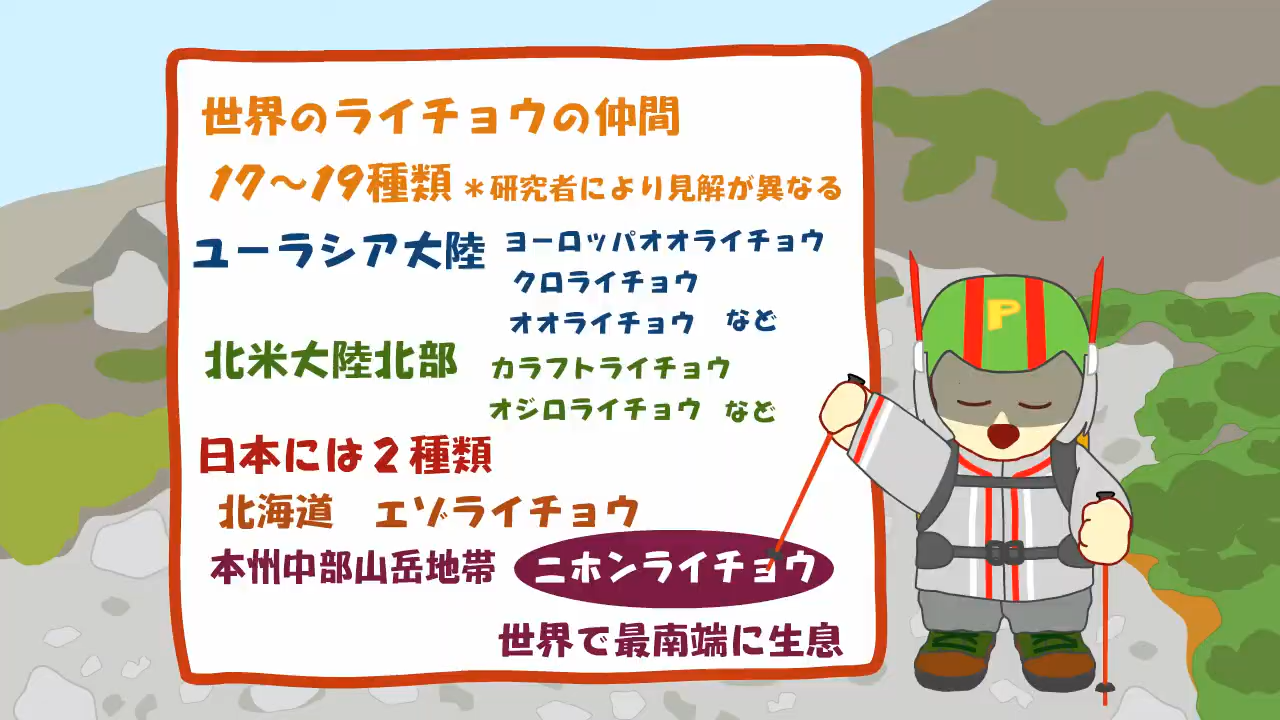 世界のライチョウの仲間
17〜19種類 *研究者により見解が異なる
ユーラシア大陸 ヨーロッパオオライチョウ
クロライチョウ
オオライチョウ など
北米大陸北部 カラフトライチョウ
オジロライチョウ など
日本には2種類
北海道 エゾライチョウ
本州中部山岳地帯 ニホンライチョウ
世界で最南端に生息
P